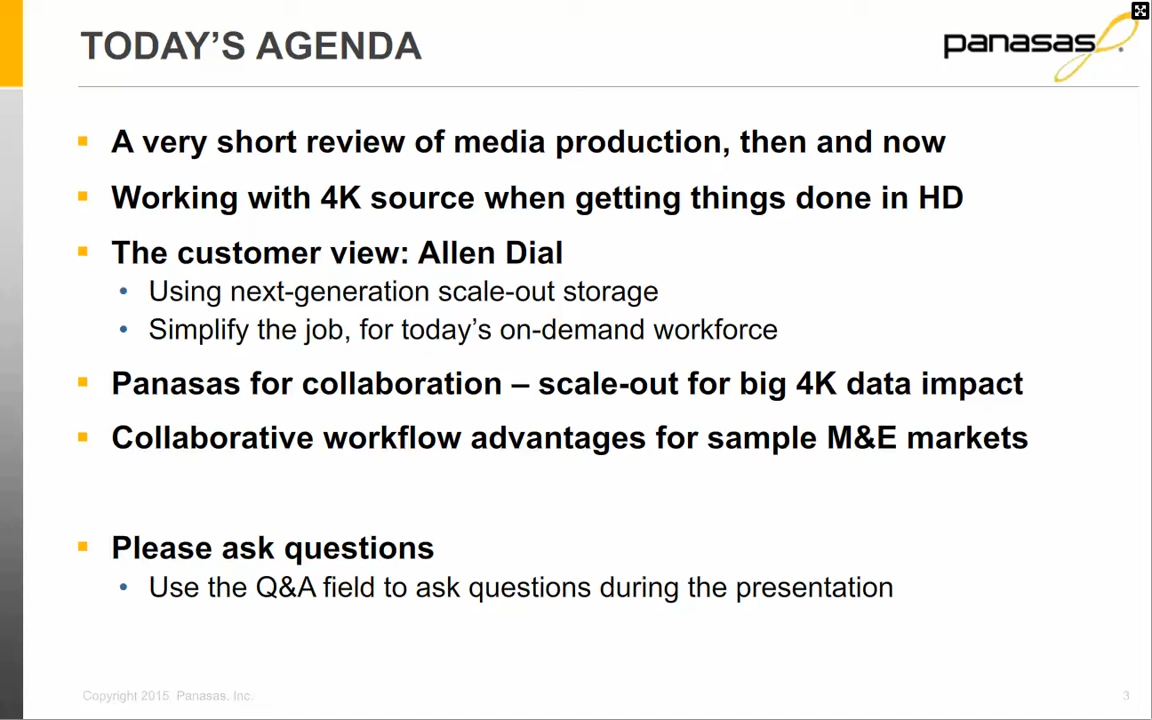 TODAY’S AGENDA
panasas
A very short review of media production, then and now
Working with 4K source when getting things done in HD
The customer view: Allen Dial
Using next-generation scale-out storage
Simplify the job, for today’s on-demand workforce
Panasas for collaboration – scale-out for big 4K data impact
Collaborative workflow advantages for sample M&E markets
Please ask questions
Use the Q&A field to ask questions during the presentation
Copyright 2015 Panasas, Inc.
3